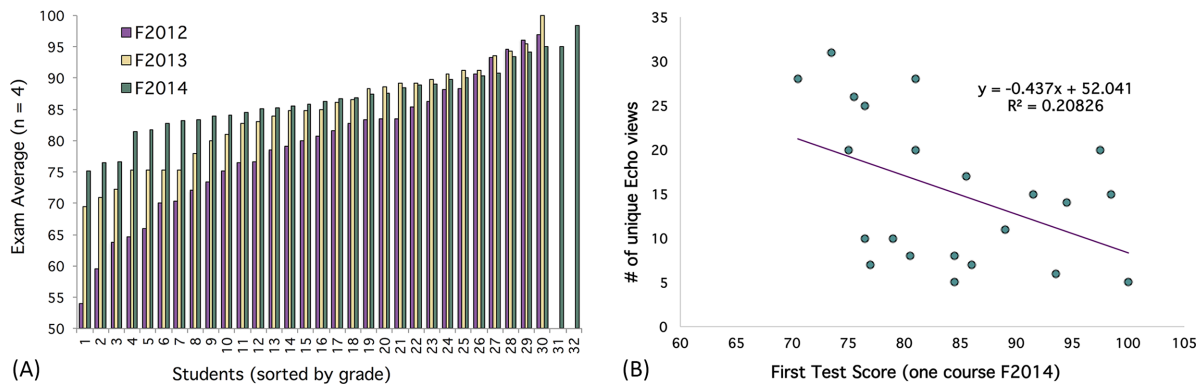 100
95
90
85
80
75
70
65
60
55
50
Exam Average (n = 4)
F2012
F2013
F2014
1 2 3 4 5 6 7 8 9 10 11 12 13 14 15 16 17 18 19 20 21 22 23 24 25 26 27 28 29 30 31 32
Students (sorted by grade)
(A)
35
30
25
20
15
10
5
0
# of unique Echo views
y = -0.437x + 52.041
R² = 0.20826
60 65 70 75 80 85 90 95 100 105
First Test Score (one course F2014)
(B)